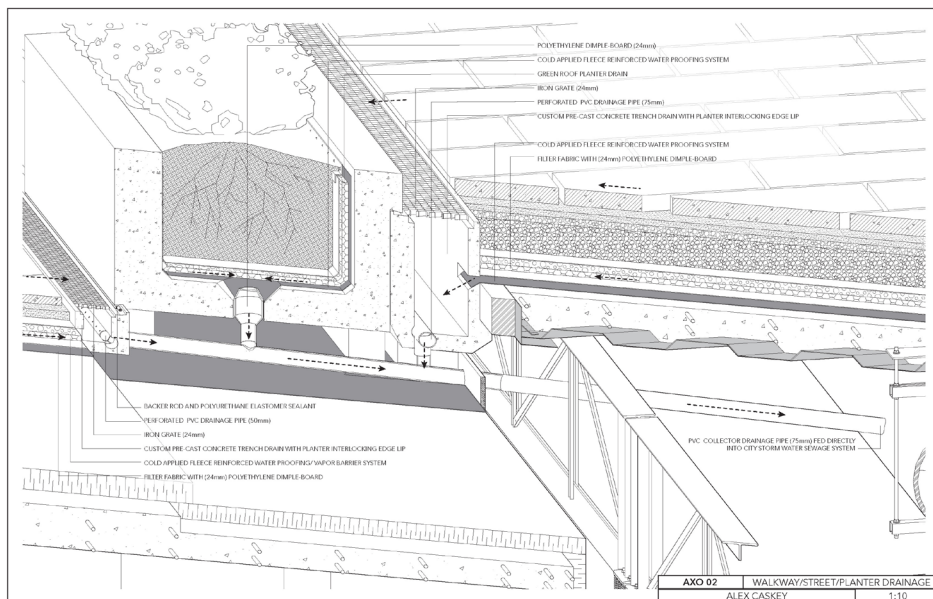 POLYETHYLENE DIMPLE-BOARD (24mm)
COLD APPLIED FLEECE REINFORCED WATER PROOFING SYSTEM
GREEN ROOF PLANTER DRAIN
IRON GRATE (24mm)
PERFORATED PVC DRAINAGE PIPE (75mm)
CUSTOM PRE-CAST CONCRETE TRENCH DRAIN WITH PLANTER INTERLOCKING EDGE LIP
COLD APPLIED FLEECE REINFORCED WATER PROOFING SYSTEM
FILTER FABRIC WITH (24mm) POLYETHYLENE DIMPLE-BOARD
BACKER ROD AND POLYURETHANE ELASTOMER SEALANT
PERFORATED PVC DRAINAGE PIPE (50mm)
IRON GRATE (24mm)
CUSTOM PRE-CAST CONCRETE TRENCH DRAIN WITH PLANTER INTERLOCKING EDGE LIP
COLD APPLIED FLEECE REINFORCED WATER PROOFING/ VAPOR BARRIER SYSTEM
FILTER FABRIC WITH (24mm) POLYETHYLENE DIMPLE-BOARD
PVC COLLECTOR DRAINAGE PIPE (75mm) FED DIRECTLY
INTO CITY STORM WATER SEWAGE SYSTEM
AXO 02 WALKWAY/STREET/PLANTER DRAINAGE
ALEX CASKEY 1:10